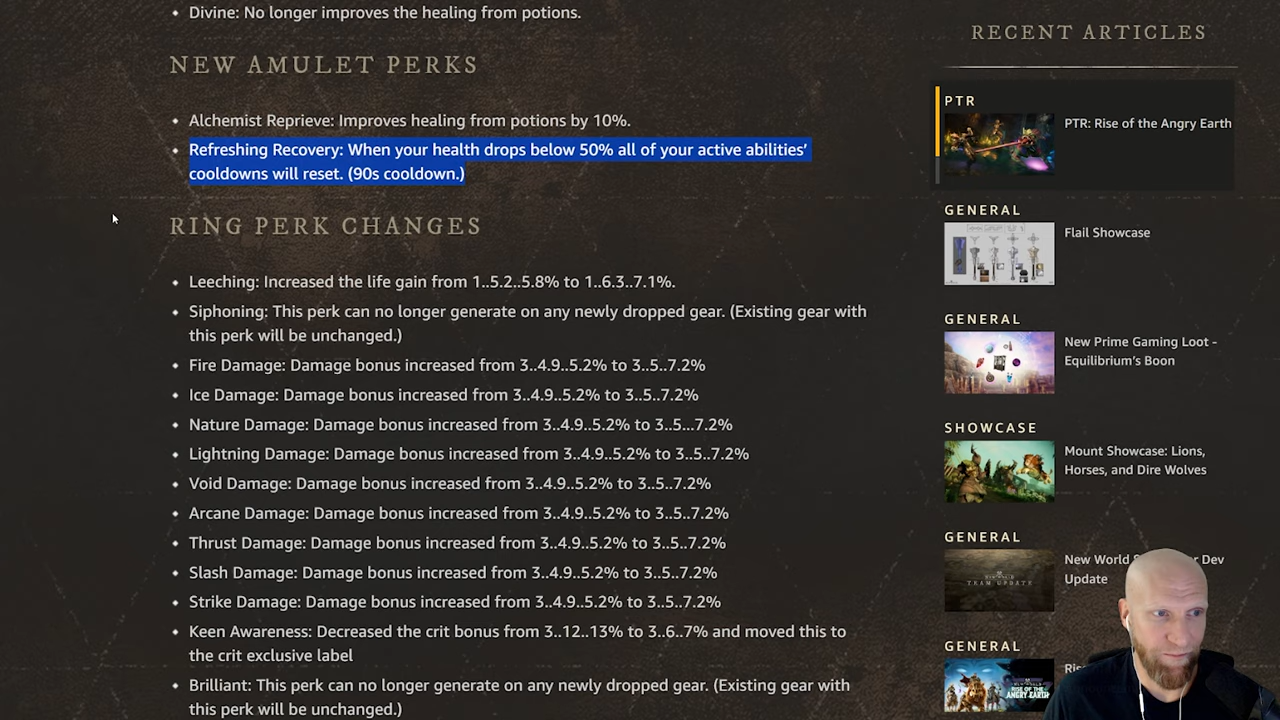 Divine: No longer improves the healing from potions.
NEW AMULET PERKS
Alchemist Reprieve: Improves healing from potions by 10%.
Refreshing Recovery: When your health drops below 50% all of your active abilities’
cooldowns will reset. (90s cooldown.)
RING PERK CHANGES
Leeching: Increased the life gain from 1..5.2..5.8% to 1..6.3..7.1%.
Siphoning: This perk can no longer generate on any newly dropped gear. (Existing gear with
this perk will be unchanged.)
Fire Damage: Damage bonus increased from 3..4.9..5.2% to 3..5..7.2%
Ice Damage: Damage bonus increased from 3..4.9..5.2% to 3..5..7.2%
Nature Damage: Damage bonus increased from 3..4.9..5.2% to 3..5...7.2%
Lightning Damage: Damage bonus increased from 3..4.9..5.2% to 3..5..7.2%
Void Damage: Damage bonus increased from 3..4.9..5.2% to 3..5..7.2%
Arcane Damage: Damage bonus increased from 3..4.9..5.2% to 3..5..7.2%
Thrust Damage: Damage bonus increased from 3..4.9..5.2% to 3..5..7.2%
Slash Damage: Damage bonus increased from 3..4.9..5.2% to 3..5..7.2%
Strike Damage: Damage bonus increased from 3..4.9..5.2% to 3..5..7.2%
Keen Awareness: Decreased the crit bonus from 3..12..13% to 3..6..7% and moved this to
the crit exclusive label
Brilliant: This perk can no longer generate on any newly dropped gear. (Existing gear with
this perk will be unchanged.)
RECENT ARTICLES
PTR
PTR: Rise of the Angry Earth
GENERAL
Flail Showcase
GENERAL
New Prime Gaming Loot -
Equilibrium’s Boon
SHOWCASE
Mount Showcase: Lions,
Horses, and Dire Wolves
GENERAL
New World Dev
Update
TEAM UPDATE
GENERAL
RISE OF THE
ANGRY EARTH